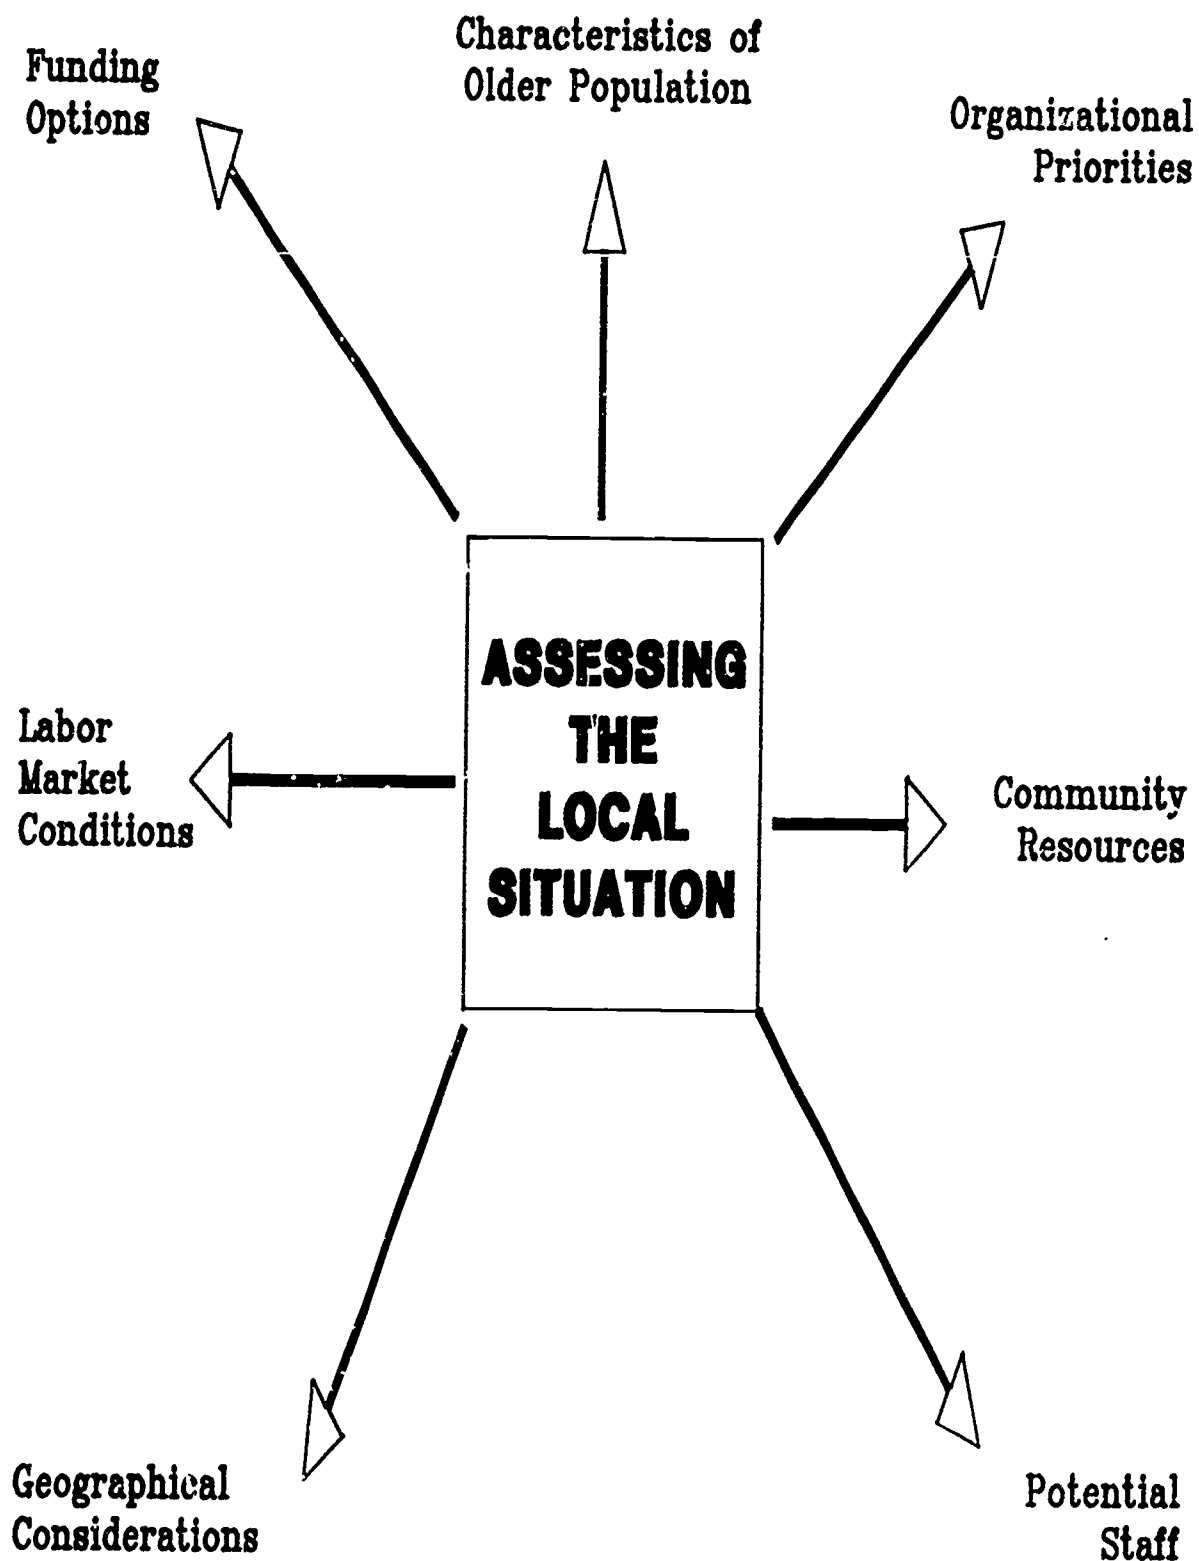 Funding
Options
Characteristics of
Older Population
Organizational
Priorities
Labor
Market
Conditions
ASSESSING
THE
LOCAL
SITUATION
Community
Resources
Geographical
Considerations
Potential
Staff